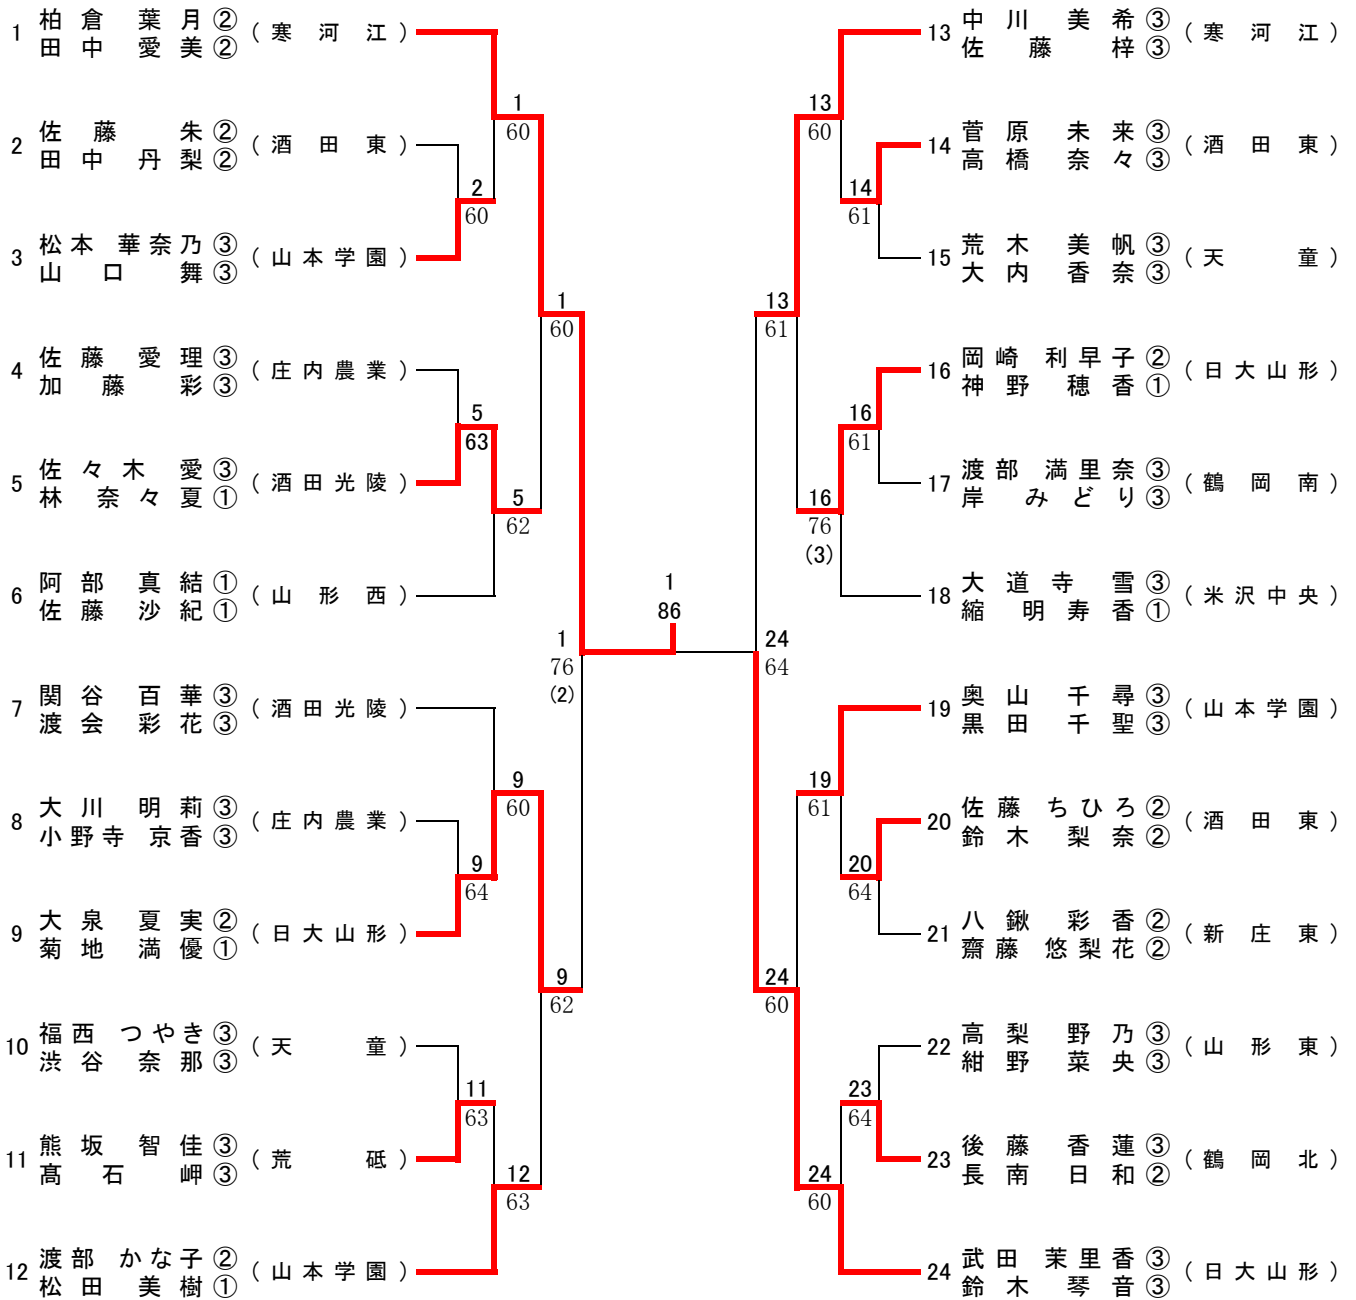 1 柏倉 葉月② (寒河江)
田中 愛美②
2 佐藤 朱② (酒田東)
田中 丹梨②
3 松本 華奈乃③ (山本学園)
山口 舞③
4 佐藤 愛理③ (庄内農業)
加藤 彩③
5 佐々木 愛③ (酒田光陵)
林 奈々夏①
6 阿部 真結① (山形西)
佐藤 沙紀①
7 関谷 百華③ (酒田光陵)
渡会 彩花③
8 大川 明莉③ (庄内農業)
小野寺 京香③
9 大泉 夏実② (日大山形)
菊地 満優①
10 福西 つやき③ (天童)
渋谷 奈那③
11 熊坂 智佳③ (荒砥)
髙石 岬③
12 渡部 かな子② (山本学園)
松田 美樹①
1
60
2
60
1
60
5
63
5
62
1
76
(2)
9
60
9
64
9
62
11
63
12
63
1
86
13
60
14
61
13
61
16
61
16
76
(3)
24
64
19
61
20
64
24
60
23
64
24
60
13 中川 美希③ (寒河江)
佐藤 梓③
14 菅原 未来③ (酒田東)
高橋 奈々③
15 荒木 美帆③ (天童)
大内 香奈③
16 岡崎 利早子② (日大山形)
神野 穂香①
17 渡部 満里奈③ (鶴岡南)
岸 みどり③
18 大道寺 雪③ (米沢中央)
縮 明寿香①
19 奥山 千尋③ (山本学園)
黒田 千聖③
20 佐藤 ちひろ② (酒田東)
鈴木 梨奈②
21 八鍬 彩香② (新庄東)
齋藤 悠梨花②
22 高梨 野乃③ (山形東)
紺野 菜央③
23 後藤 香蓮③ (鶴岡北)
長南 日和②
24 武田 茉里香③ (日大山形)
鈴木 琴音③